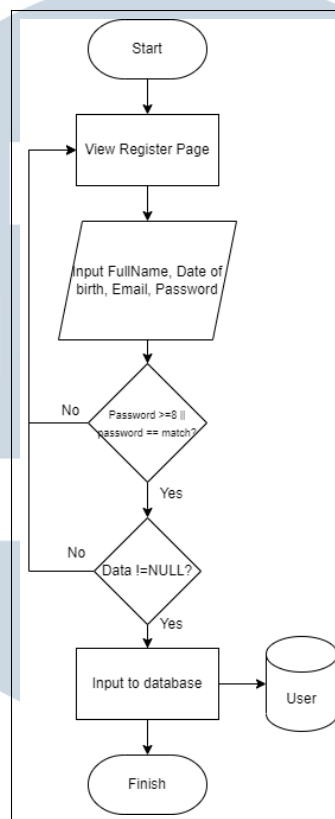 Start
View Register Page
Input FullName, Date of
birth, Email, Password
No
Password >=8 ||
password == match?
Yes
No
Data !=NULL?
Yes
Input to database
User
Finish